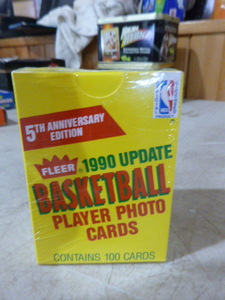 5TH ANNIVERSARY
EDITION
FLEER
1990 UPDATE
BASKETBALL
PLAYER PHOTO
CARDS
CONTAINS 100 CARDS